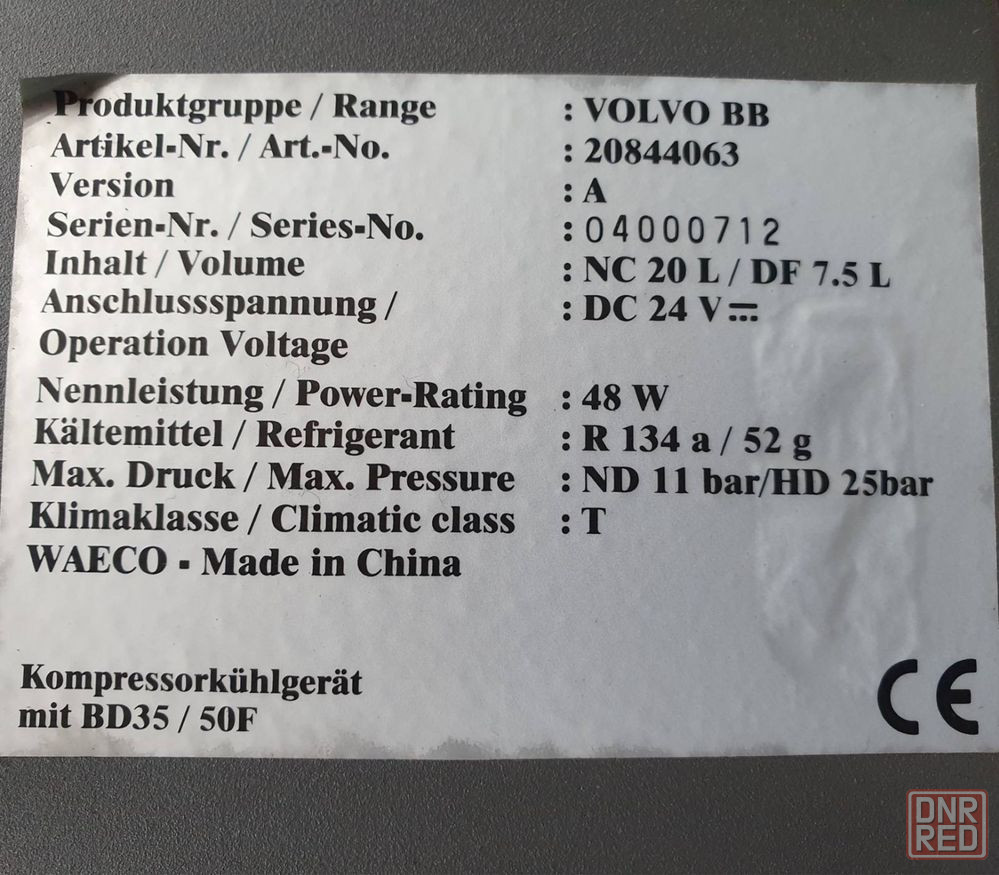 Produktgruppe / Range : VOLVO BB
Artikel-Nr. / Art.-No. : 20844063
Version : A
Serien-Nr. / Series-No. : 04000712
Inhalt / Volume : NC 20 L / DF 7.5 L
Anschlussspannung / : DC 24 V
Operation Voltage
Nennleistung / Power-Rating : 48 W
Kältemittel / Refrigerant : R 134 a / 52 g
Max. Druck / Max. Pressure : ND 11 bar/HD 25bar
Klimaklasse / Climatic class : T
WAECO - Made in China
Kompressorkühlgerät
mit BD35 / 50F
CE
DNR
RED